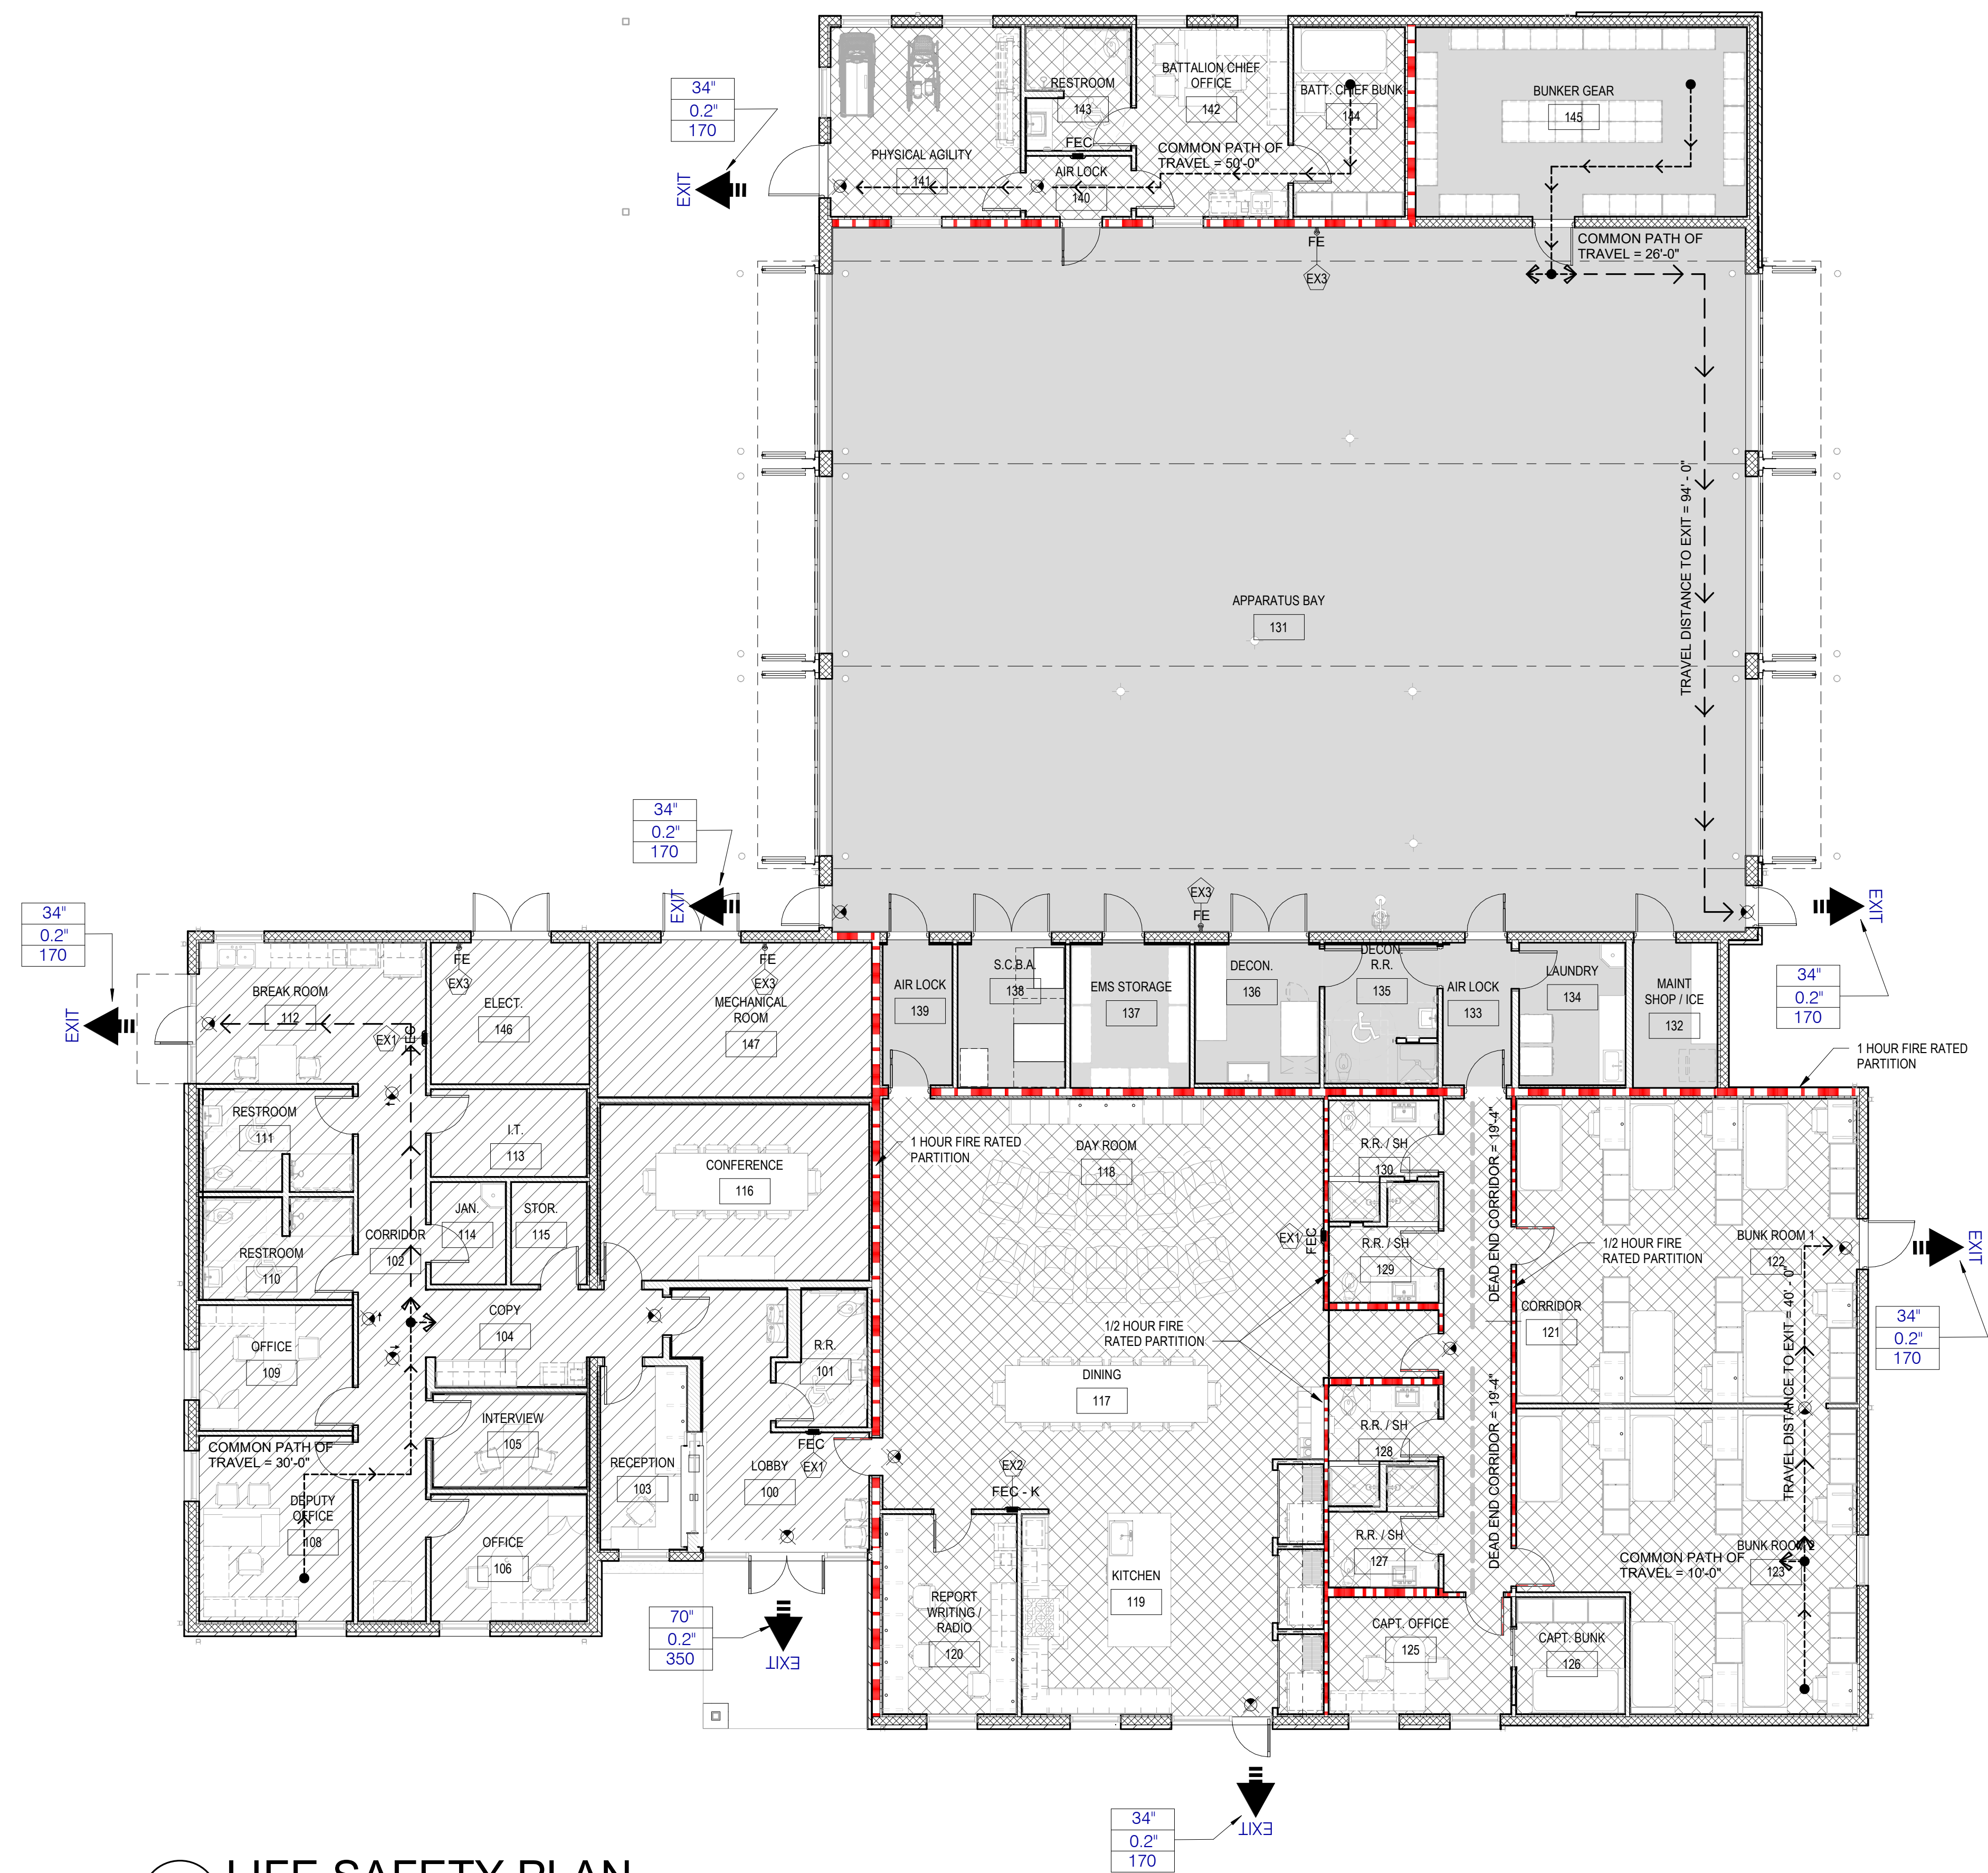 34"
0.2"
170
EXIT
RESTROOM
143
FEC
BATTALION CHIEF
OFFICE
142
BATT. CHIEF BUNK
144
BUNKER GEAR
145
PHYSICAL AGILITY
141
AIR LOCK
140
COMMON PATH OF
TRAVEL = 50'-0"
FE
EX3
COMMON PATH OF
TRAVEL = 26'-0"
TRAVEL DISTANCE TO EXIT = 94' - 0"
APPARATUS BAY
131
34"
0.2"
170
EXIT
EX3
FE
EXIT
34"
0.2"
170
34"
0.2"
170
EXIT
BREAK ROOM
112
EX1
FEC
FE
EX3
ELECT.
146
FE
EX3
MECHANICAL
ROOM
147
AIR LOCK
139
S.C.B.A.
138
EMS STORAGE
137
DECON.
136
DECON.
R.R.
135
AIR LOCK
133
LAUNDRY
134
MAINT
SHOP / ICE
132
1 HOUR FIRE RATED
PARTITION
RESTROOM
111
I.T.
113
CONFERENCE
116
1 HOUR FIRE RATED
PARTITION
DAY ROOM
118
R.R. / SH
130
DEAD END CORRIDOR = 19'-4"
JAN.
114
STOR.
115
CORRIDOR
102
RESTROOM
110
EX1
FEC
R.R. / SH
129
1/2 HOUR FIRE
RATED PARTITION
BUNK ROOM 1
122
EXIT
34"
0.2"
170
COPY
104
OFFICE
109
R.R.
101
1/2 HOUR FIRE
RATED PARTITION
CORRIDOR
121
TRAVEL DISTANCE TO EXIT = 40' - 0"
DINING
117
DEAD END CORRIDOR = 19'-4"
INTERVIEW
105
COMMON PATH OF
TRAVEL = 30'-0"
R.R. / SH
128
RECEPTION
103
FEC
EX1
LOBBY
100
EX2
FEC - K
DEPUTY
OFFICE
108
OFFICE
106
R.R. / SH
127
BUNK ROOM 2
123
COMMON PATH OF
TRAVEL = 10'-0"
REPORT
WRITING /
RADIO
120
KITCHEN
119
CAPT. OFFICE
125
CAPT. BUNK
126
70"
0.2"
350
EXIT
34"
0.2"
170
EXIT
LIFE SAFETY PLAN